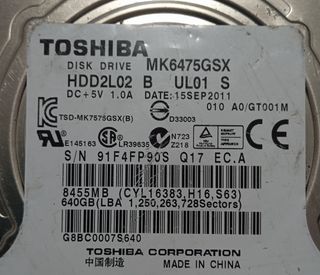 TOSHIBA MK6475GSX
DISK DRIVE
HDD2L02 B UL01 S
DC+5V 1.0A DATE:15SEP2011
010 A0/GT001M
TSD-MK7575GSX(B)
E145163 LR39835 D33003 N723
Z218
S/N 91F4FP90S Q17 EC.A
8455MB (CYL16383,H16,S63)
640GB(LBA 1,250,263,728Sectors)
G8BC0007S640
TOSHIBA CORPORATION
中国制造 MADE IN CHINA